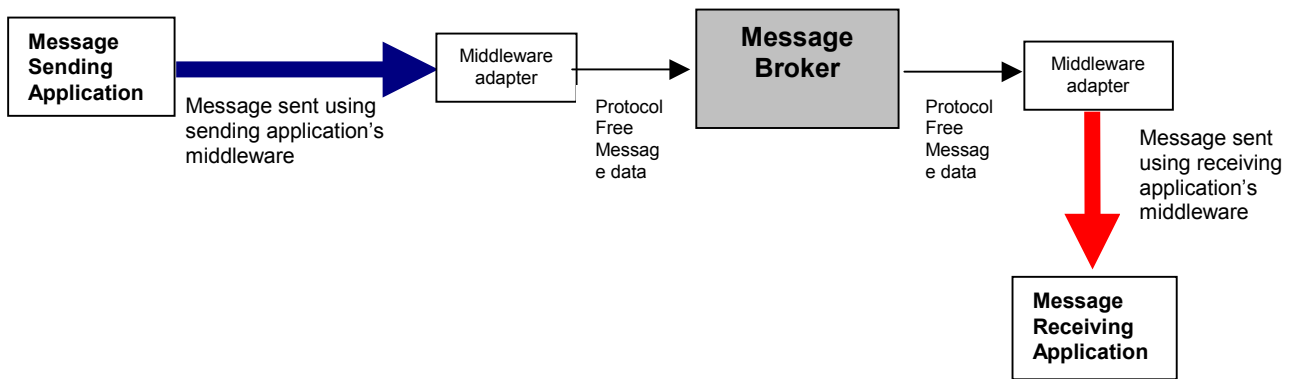 Message
Sending
Application
Message sent using
sending application's
middleware
Middleware
adapter
Protocol
Free
Messag
e data
Message
Broker
Protocol
Free
Messag
e data
Middleware
adapter
Message sent
using receiving
application's
middleware
Message
Receiving
Application